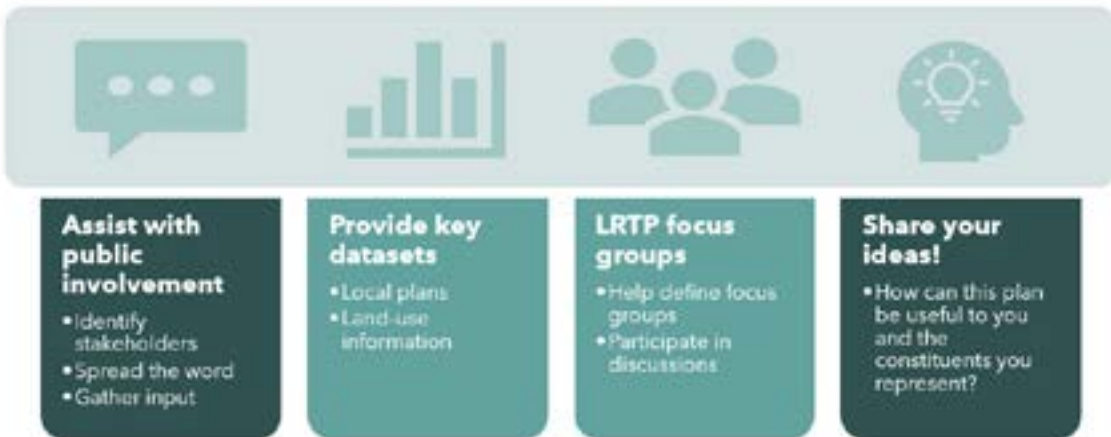 Assist with
public
involvement
•Identify
stakeholders
•Spread the word
•Gather input
Provide key
datasets
•Local plans
•Land-use
information
LRTP focus
groups
•Help define focus
groups
•Participate in
discussions
Share your
ideas!
•How can this plan
be useful to you
and the
constituents you
represent?